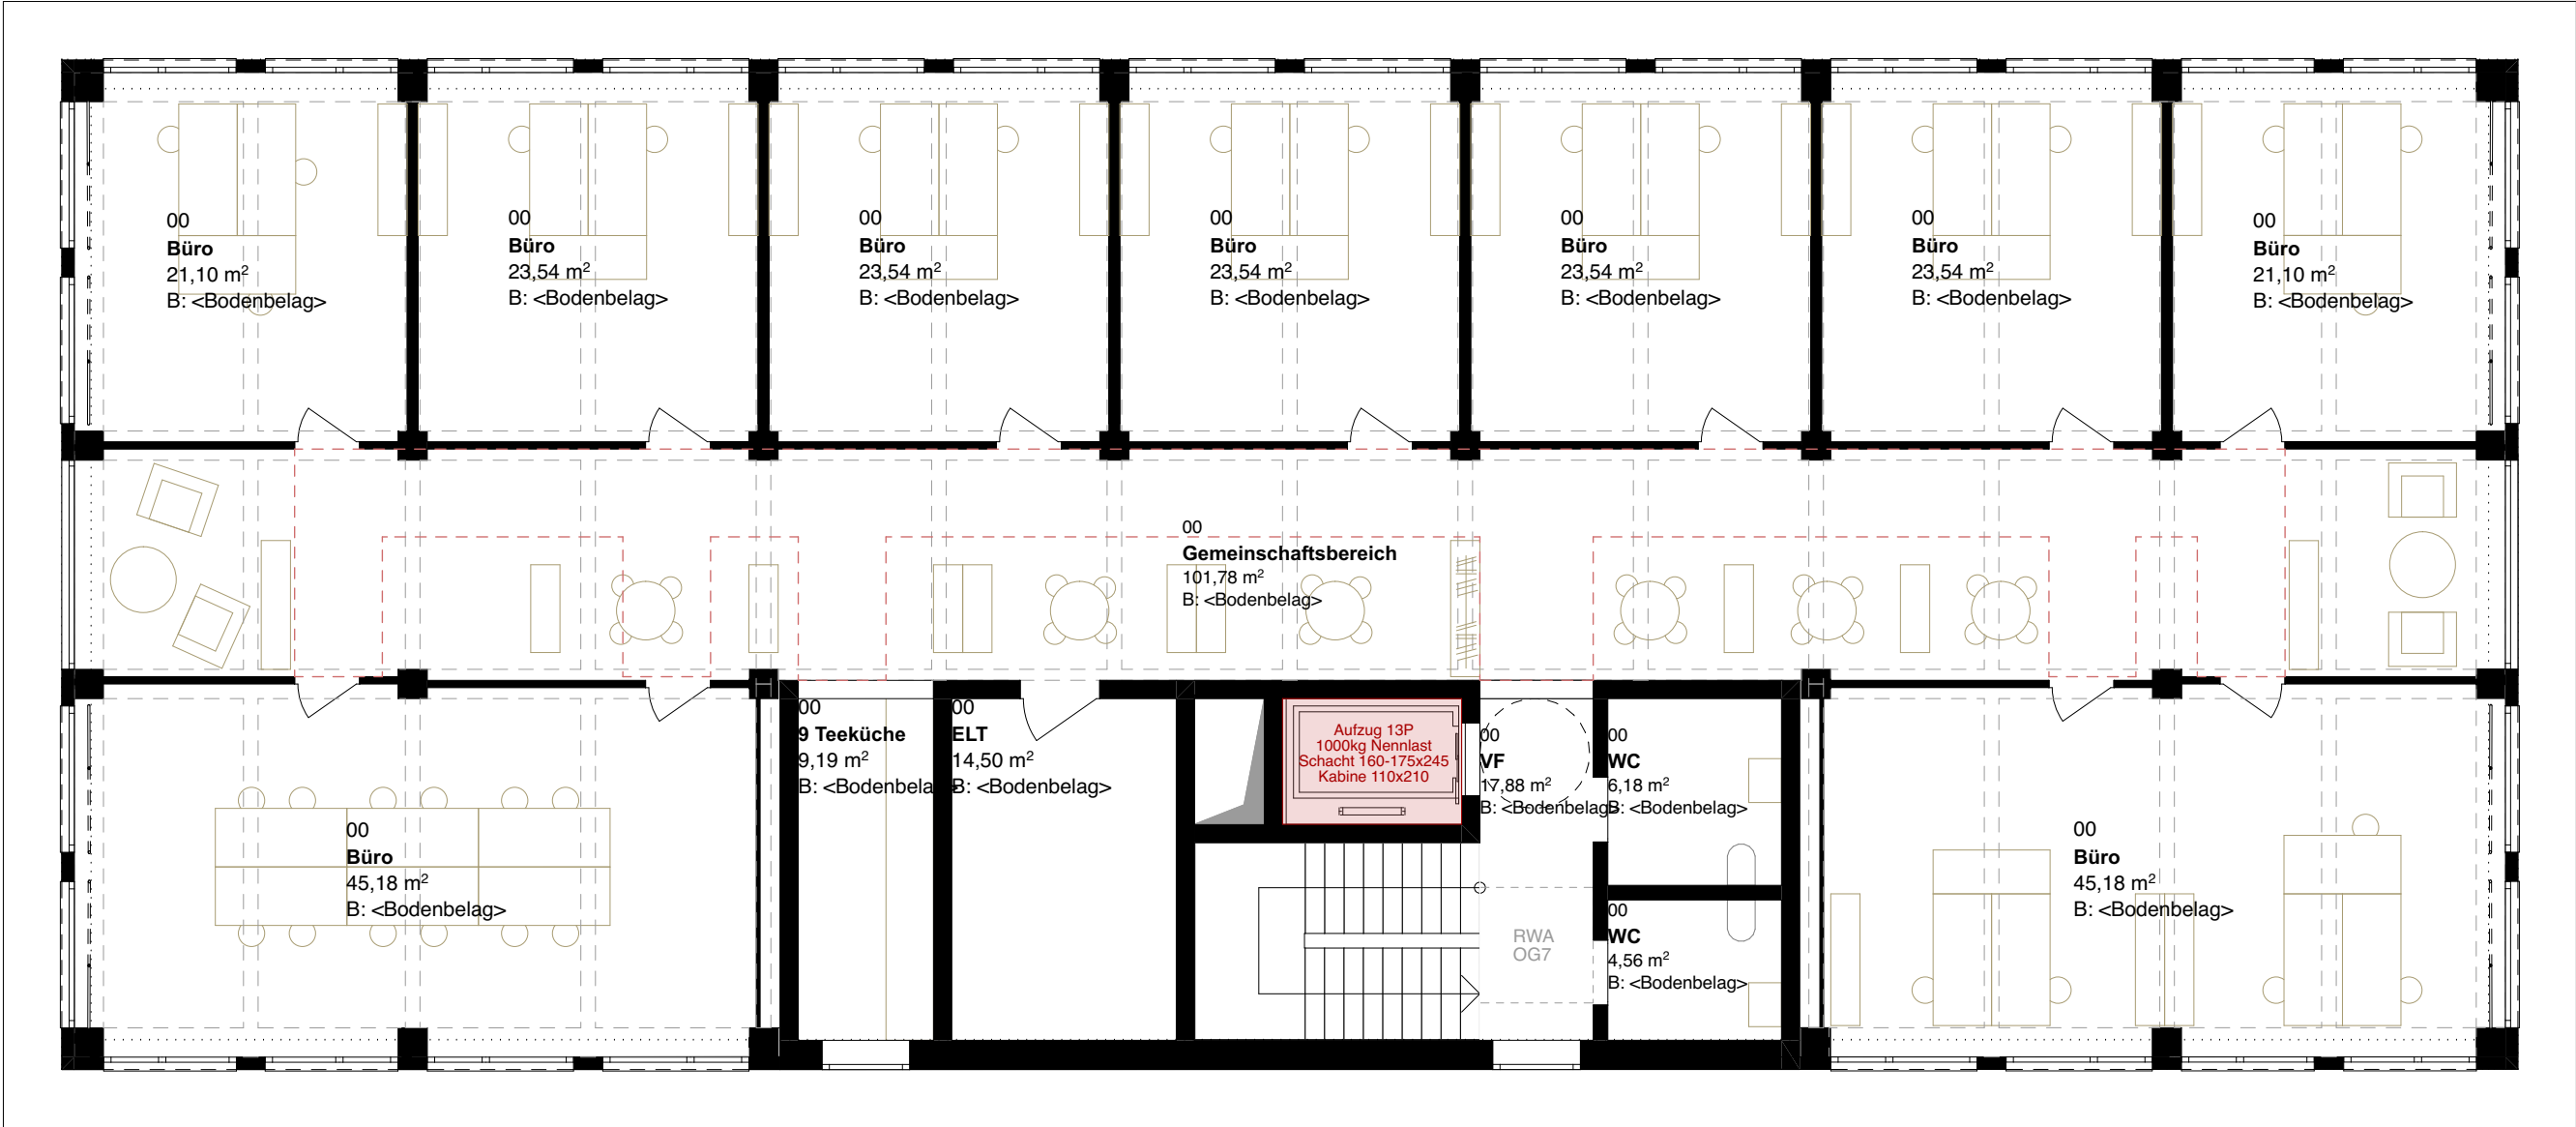 00
Büro
21,10 m²
B: <Bodenbelag>
00
Büro
23,54 m²
B: <Bodenbelag>
00
Büro
23,54 m²
B: <Bodenbelag>
00
Büro
23,54 m²
B: <Bodenbelag>
00
Büro
23,54 m²
B: <Bodenbelag>
00
Büro
23,54 m²
B: <Bodenbelag>
00
Büro
21,10 m²
B: <Bodenbelag>
00
Gemeinschaftsbereich
101,78 m²
B: <Bodenbelag>
00
Büro
45,18 m²
B: <Bodenbelag>
00
9 Teeküche
9,19 m²
B: <Bodenbela
00
ELT
14,50 m²
B: <Bodenbelag>
Aufzug 13P
1000kg Nennlast
Schacht 160-175x245
Kabine 110x210
00
VF
17,88 m²
B: <Bodenbelag>
RWA
OG7
00
WC
6,18 m²
B: <Bodenbelag>
00
WC
4,56 m²
B: <Bodenbelag>
00
Büro
45,18 m²
B: <Bodenbelag>